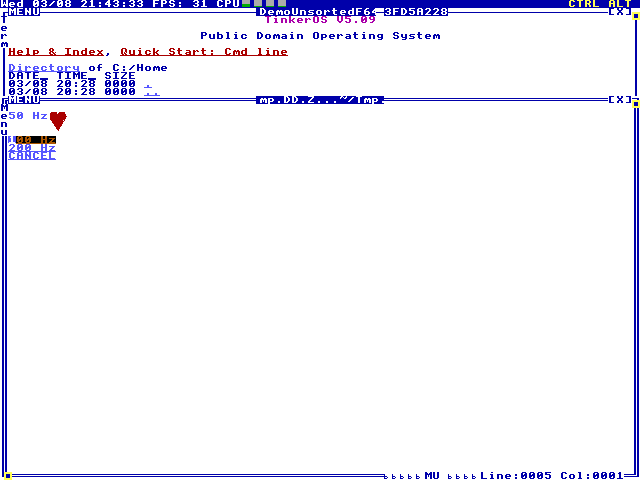 Wed 03/08 21:43:33 FPS: 31 CPU CTRL ALT
MENU DemoUnsortedF64 3FD5A228 [X]
Term
TinkerOS V5.09
Public Domain Operating System
Help & Index, Quick Start: Cmd line
Directory of C:/Home
DATE_ TIME_ SIZE
03/08 20:28 0000 .
03/08 20:28 0000 ..
MENU mp.DD.Z...~/Tmp. [X]
Menu
50 Hz
100 Hz
200 Hz
CANCEL
MU Line:0005 Col:0001